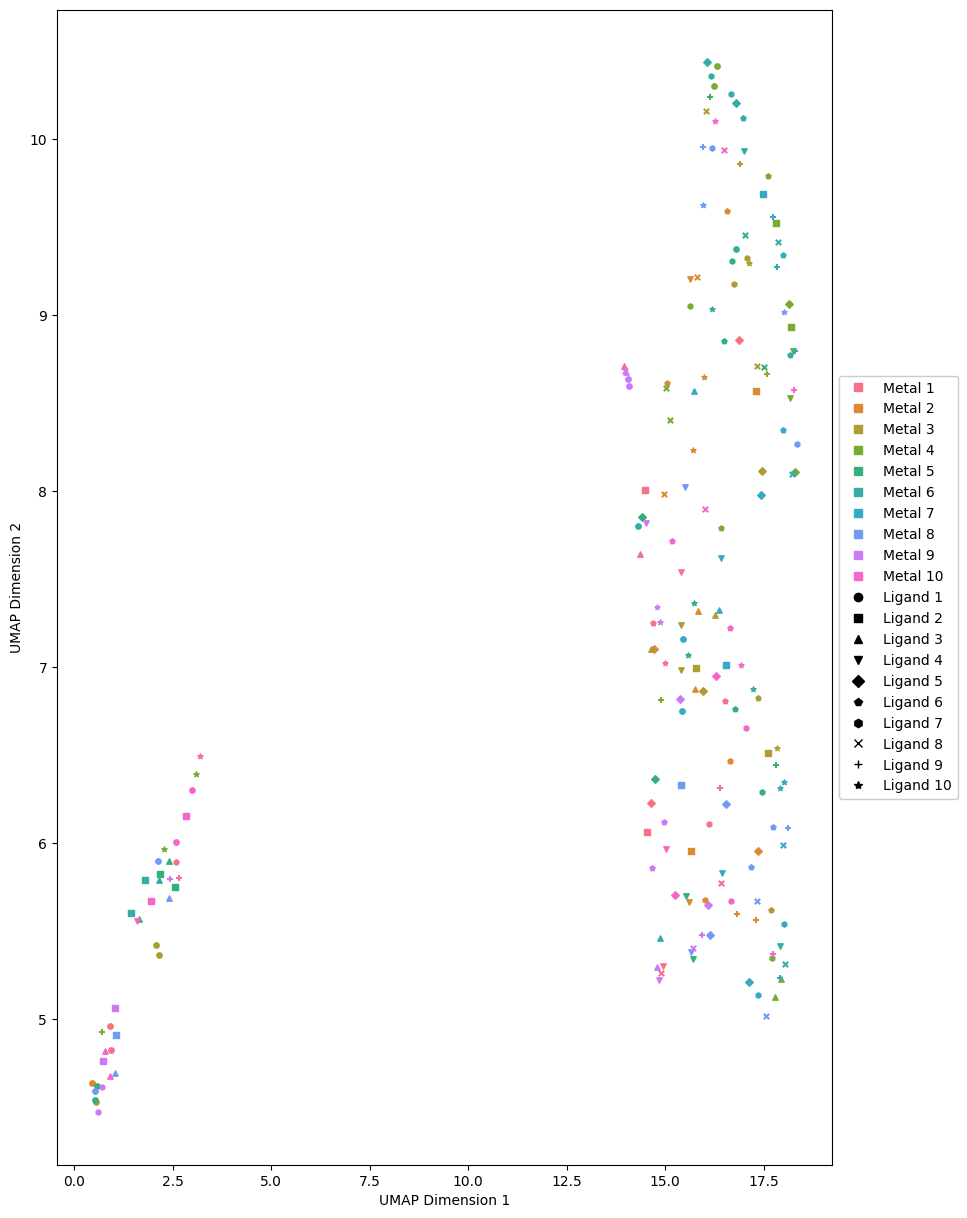 10
9
8
7
6
5
UMAP Dimension 2
0.0 2.5 5.0 7.5 10.0 12.5 15.0 17.5
UMAP Dimension 1
Metal 1
Metal 2
Metal 3
Metal 4
Metal 5
Metal 6
Metal 7
Metal 8
Metal 9
Metal 10
Ligand 1
Ligand 2
Ligand 3
Ligand 4
Ligand 5
Ligand 6
Ligand 7
Ligand 8
Ligand 9
Ligand 10